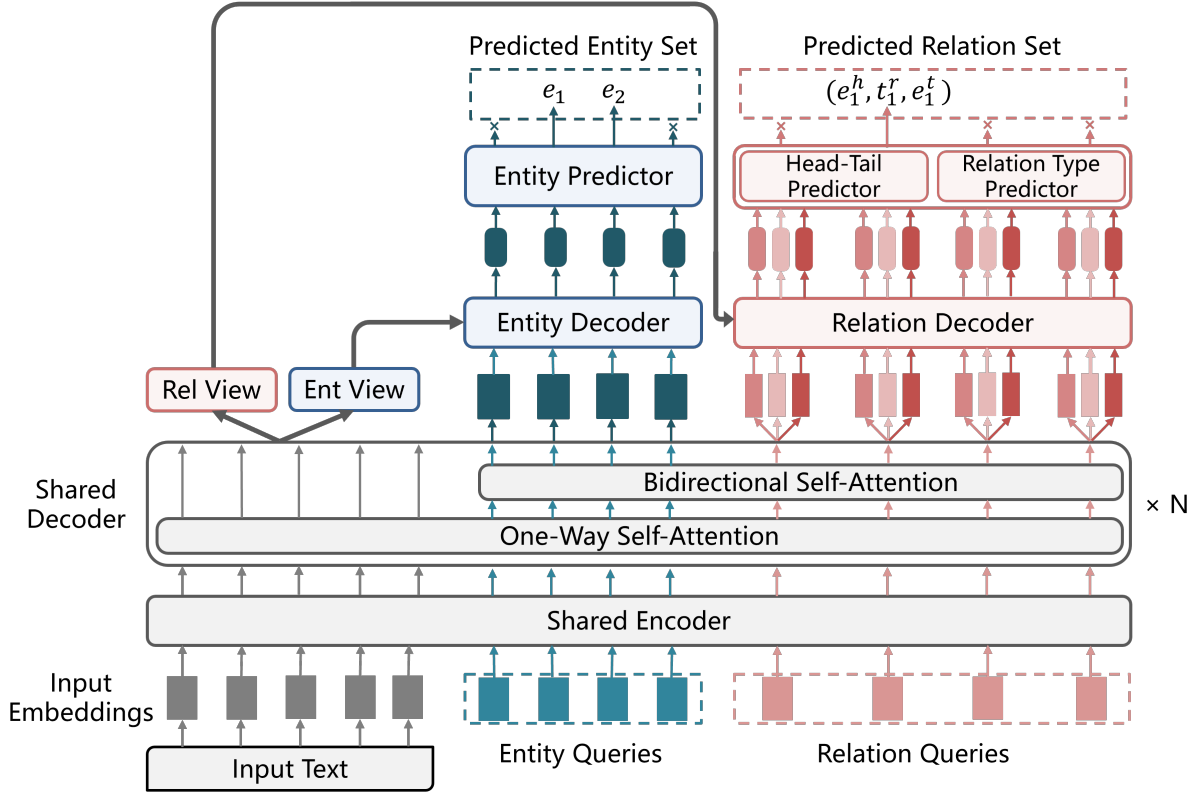 Predicted Entity Set
Predicted Relation Set
e₁ e₂
(e₁ʰ, t₁ʳ, e₁ᵗ)
Entity Predictor
Head-Tail
Predictor
Relation Type
Predictor
Entity Decoder
Relation Decoder
Rel View
Ent View
Shared
Decoder
Bidirectional Self-Attention
One-Way Self-Attention
× N
Shared Encoder
Input
Embeddings
Entity Queries
Relation Queries
Input Text